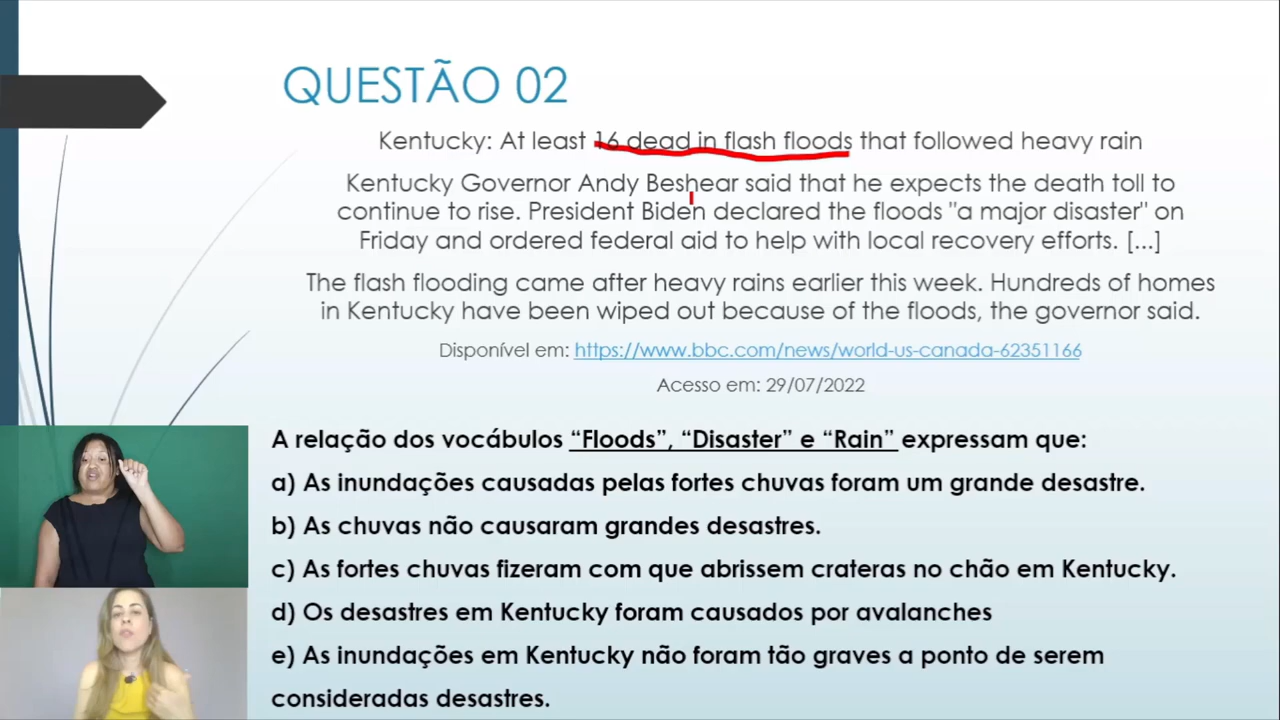 QUESTÃO 02
Kentucky: At least 16 dead in flash floods that followed heavy rain
Kentucky Governor Andy Beshear said that he expects the death toll to
continue to rise. President Biden declared the floods "a major disaster" on
Friday and ordered federal aid to help with local recovery efforts. [...]
The flash flooding came after heavy rains earlier this week. Hundreds of homes
in Kentucky have been wiped out because of the floods, the governor said.
Disponível em: https://www.bbc.com/news/world-us-canada-62351166
Acesso em: 29/07/2022
A relação dos vocábulos “Floods”, “Disaster” e “Rain” expressam que:
a) As inundações causadas pelas fortes chuvas foram um grande desastre.
b) As chuvas não causaram grandes desastres.
c) As fortes chuvas fizeram com que abrissem crateras no chão em Kentucky.
d) Os desastres em Kentucky foram causados por avalanches
e) As inundações em Kentucky não foram tão graves a ponto de serem
consideradas desastres.